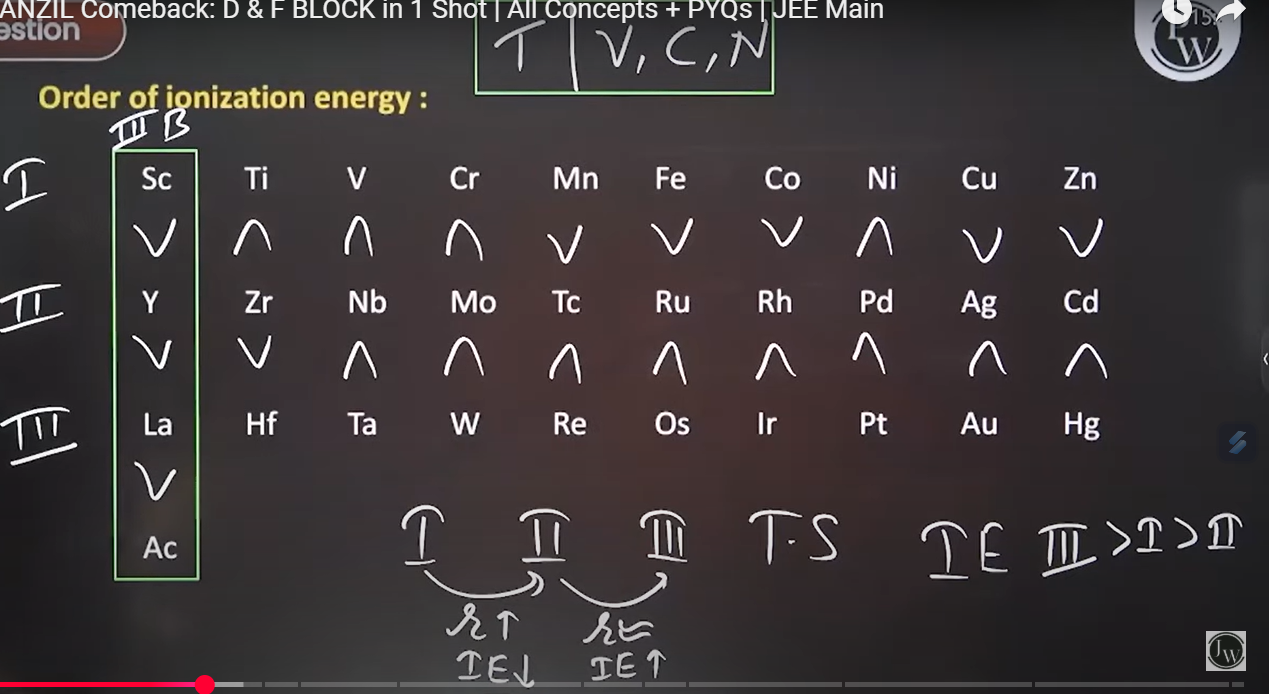 ANZIL Comeback: D & F BLOCK in 1 Shot | All Concepts + PYQs | JEE Main
estion
T | V, C, N
PW
Order of ionization energy :
III B
I Sc Ti V Cr Mn Fe Co Ni Cu Zn
∨ ∧ ∧ ∧ ∨ ∨ ∨ ∧ ∨ ∨
II Y Zr Nb Mo Tc Ru Rh Pd Ag Cd
∨ ∨ ∧ ∧ ∧ ∧ ∧ ∧ ∧ ∧
III La Hf Ta W Re Os Ir Pt Au Hg
∨
Ac
I II III T.S IE III > I > II
r↑ r≈
IE↓ IE↑
JW